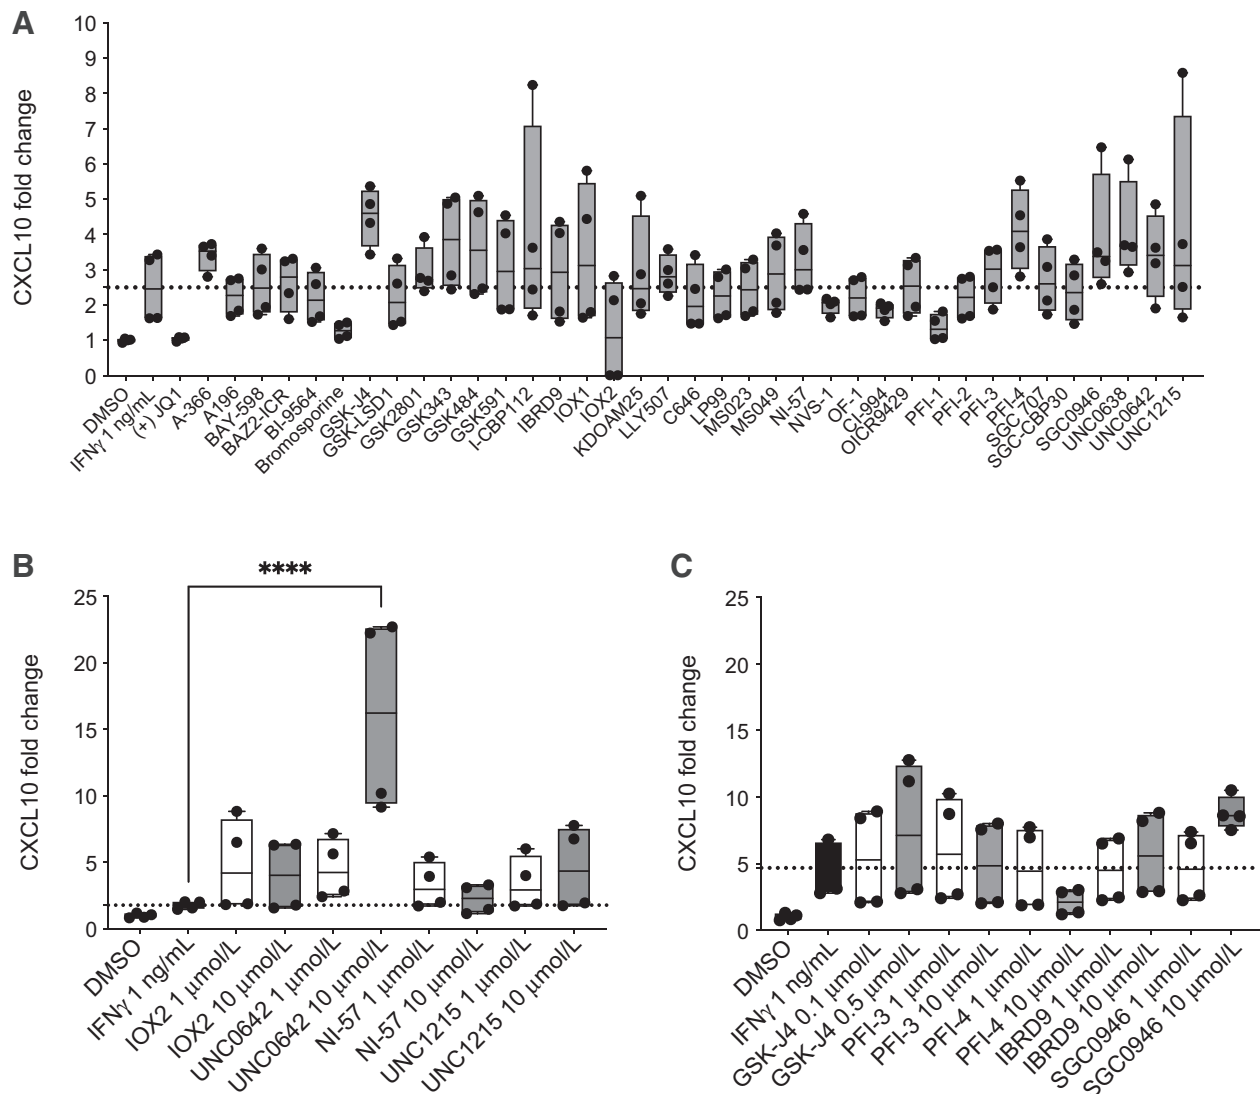 A
CXCL10 fold change
10
9
8
7
6
5
4
3
2
1
0
DMSO
IFNγ 1 ng/mL
(+) JQ1
A-366
A196
BAY-598
BAZ2-ICR
BI-9564
Bromosporine
GSK-J4
GSK-LSD1
GSK2801
GSK343
GSK484
GSK591
I-CBP112
IBRD9
IOX1
IOX2
KDOAM25
LLY507
C646
LP99
MS023
MS049
NI-57
NVS-1
OF-1
CI-994
OICR9429
PFI-1
PFI-2
PFI-3
PFI-4
SGC707
SGC-CBP30
SGC0946
UNC0638
UNC0642
UNC1215
B
****
CXCL10 fold change
25
20
15
10
5
0
DMSO
IFNγ 1 ng/mL
IOX2 1 μmol/L
IOX2 10 μmol/L
UNC0642 1 μmol/L
UNC0642 10 μmol/L
NI-57 1 μmol/L
NI-57 10 μmol/L
UNC1215 1 μmol/L
UNC1215 10 μmol/L
C
CXCL10 fold change
25
20
15
10
5
0
DMSO
IFNγ 1 ng/mL
GSK-J4 0.1 μmol/L
GSK-J4 0.5 μmol/L
PFI-3 1 μmol/L
PFI-3 10 μmol/L
PFI-4 1 μmol/L
PFI-4 10 μmol/L
IBRD9 1 μmol/L
IBRD9 10 μmol/L
SGC0946 1 μmol/L
SGC0946 10 μmol/L